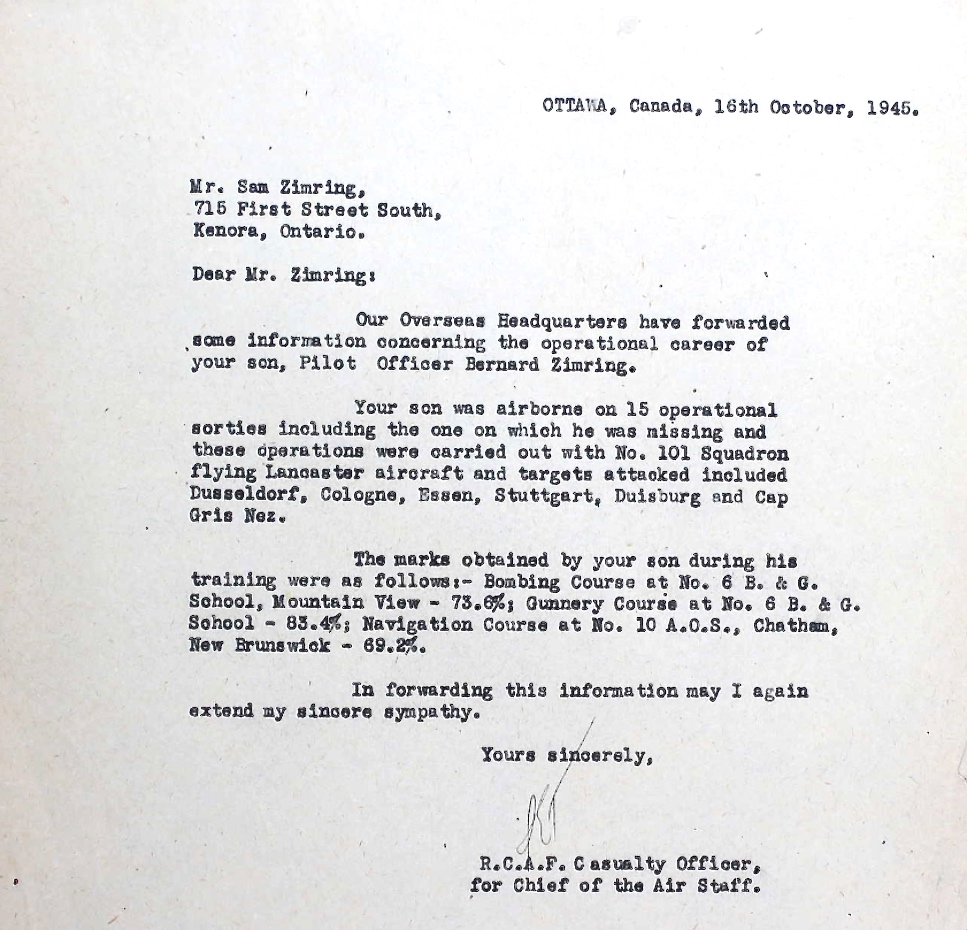 OTTAWA, Canada, 16th October, 1945.
Mr. Sam Zimring,
715 First Street South,
Kenora, Ontario.
Dear Mr. Zimring:
Our Overseas Headquarters have forwarded
some information concerning the operational career of
your son, Pilot Officer Bernard Zimring.
Your son was airborne on 15 operational
sorties including the one on which he was missing and
these operations were carried out with No. 101 Squadron
flying Lancaster aircraft and targets attacked included
Dusseldorf, Cologne, Essen, Stuttgart, Duisburg and Cap
Gris Nez.
The marks obtained by your son during his
training were as follows:- Bombing Course at No. 6 B. & G.
School, Mountain View - 73.6%; Gunnery Course at No. 6 B. & G.
School - 83.4%; Navigation Course at No. 10 A.O.S., Chatham,
New Brunswick - 69.2%.
In forwarding this information may I again
extend my sincere sympathy.
Yours sincerely,
R.C.A.F. Casualty Officer,
for Chief of the Air Staff.